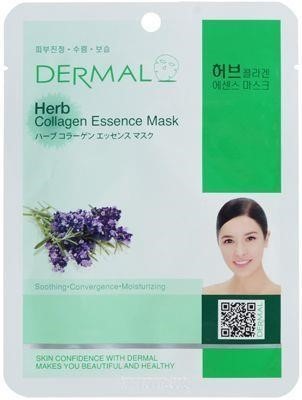 피부진정 • 수렴 • 보습
DERMAL
허브콜라겐
에센스 마스크
Herb
Collagen Essence Mask
ハーブ コラーゲン エッセンス マスク
Soothing•Convergence•Moisturizing
DERMAL
SKIN CONFIDENCE WITH DERMAL
MAKES YOU BEAUTIFUL AND HEALTHY